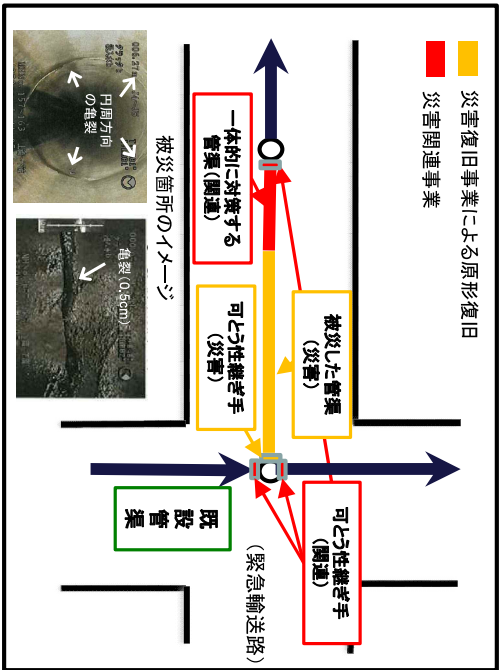 災害復旧事業による原形復旧
災害関連事業
被災した管渠
（災害）
可とう性継ぎ手
（関連）
（緊急輸送路）
一体的に対策する
管渠（関連）
可とう性継ぎ手
（災害）
既設管渠
被災箇所のイメージ
円周方向
の亀裂
亀裂（0.5cm）